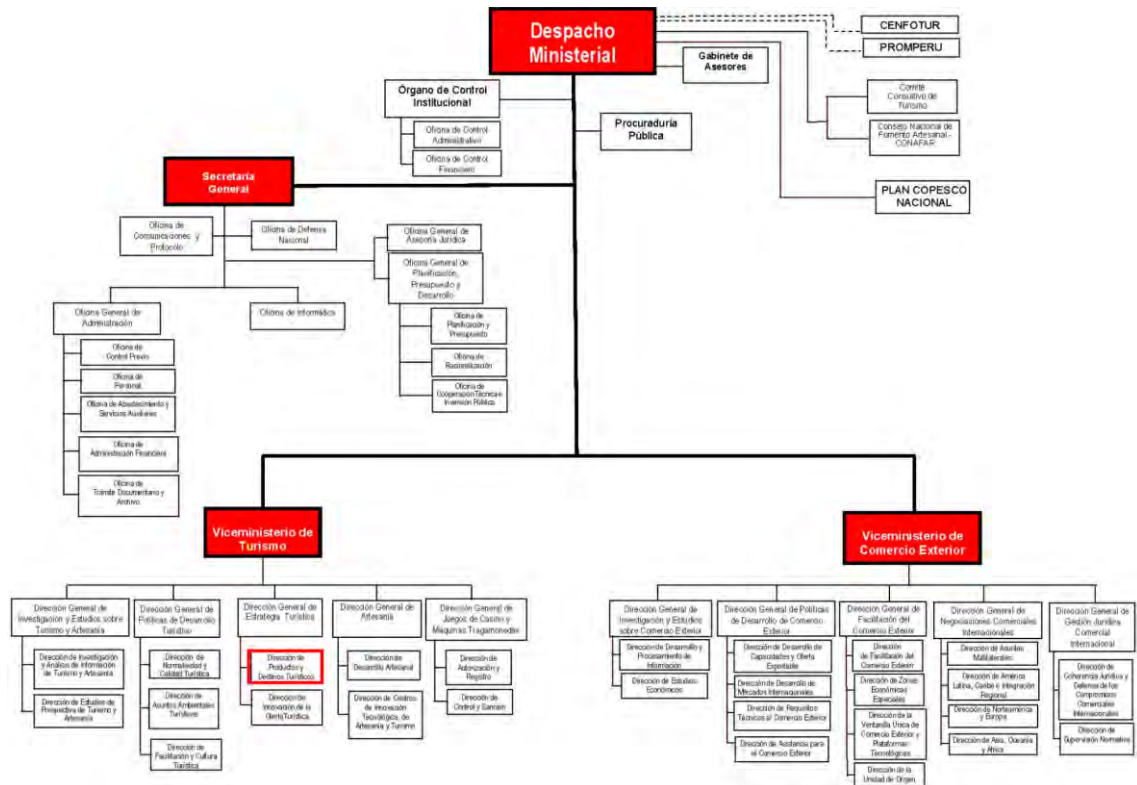 Despacho
Ministerial
CENFOTUR
PROMPERU
Gabinete de
Asesores
Comité
Consultivo de
Turismo
Consejo Nacional de
Fomento Artesanal -
CONAFAR
PLAN COPESCO
NACIONAL
Órgano de Control
Institucional
Oficina de Control
Administrativo
Oficina de Control
Financiero
Procuraduría
Pública
Secretaría
General
Oficina de
Comunicaciones y
Protocolo
Oficina de Defensa
Nacional
Oficina General de
Asesoría Jurídica
Oficina General de
Planificación,
Presupuesto y
Desarrollo
Oficina de
Planificación y
Presupuesto
Oficina de
Racionalización
Oficina de
Cooperación Técnica e
Inversión Pública
Oficina General de
Administración
Oficina de Informática
Oficina de
Control Previo
Oficina de
Personal
Oficina de Abastecimiento y
Servicios Auxiliares
Oficina de
Administración Financiera
Oficina de
Trámite Documentario y
Archivo
Viceministerio de
Turismo
Dirección General de
Investigación y Estudios sobre
Turismo y Artesanía
Dirección de Investigación
y Análisis de Información
de Turismo y Artesanía
Dirección de Estudios de
Prospectiva de Turismo y
Artesanía
Dirección General de
Políticas de Desarrollo
Turístico
Dirección de
Normatividad y
Calidad Turística
Dirección de
Asuntos Ambientales
Turísticos
Dirección de
Facilitación y Cultura
Turística
Dirección General de
Estrategia Turístico
Dirección de
Productos y
Destinos Turísticos
Dirección de
Innovación de la
Oferta Turística
Dirección General de
Artesanía
Dirección de
Desarrollo Artesanal
Dirección de Centros
de Innovación
Tecnológica, de
Artesanía y Turismo
Dirección General de
Juegos de Casino y
Máquinas Tragamonedas
Dirección de
Autorización y
Registro
Dirección de
Control y Sanción
Viceministerio de
Comercio Exterior
Dirección General de
Investigación y Estudios
sobre Comercio Exterior
Dirección de Desarrollo y
Procesamiento de
Información
Dirección de Estudios
Económicos
Dirección General de Políticas
de Desarrollo de Comercio
Exterior
Dirección de Desarrollo de
Capacidades y Oferta
Exportable
Dirección de Desarrollo de
Mercados Internacionales
Dirección de Requisitos
Técnicos al Comercio Exterior
Dirección de Asistencia para
el Comercio Exterior
Dirección General de
Facilitación del
Comercio Exterior
Dirección
de Facilitación del
Comercio Exterior
Dirección de Zonas
Económicas
Especiales
Dirección de la
Ventanilla Única de
Comercio Exterior y
Plataformas
Tecnológicas
Dirección de la
Unidad de Origen
Dirección General de
Negociaciones Comerciales
Internacionales
Dirección de Asuntos
Multilaterales
Dirección de América
Latina, Caribe e Integración
Regional
Dirección de Norteamérica
y Europa
Dirección de Asia, Oceanía
y África
Dirección General de
Gestión Jurídica
Comercial
Internacional
Dirección de
Coherencia Jurídica y
Defensa de los
Compromisos
Comerciales
Internacionales
Dirección de
Supervisión Normativa